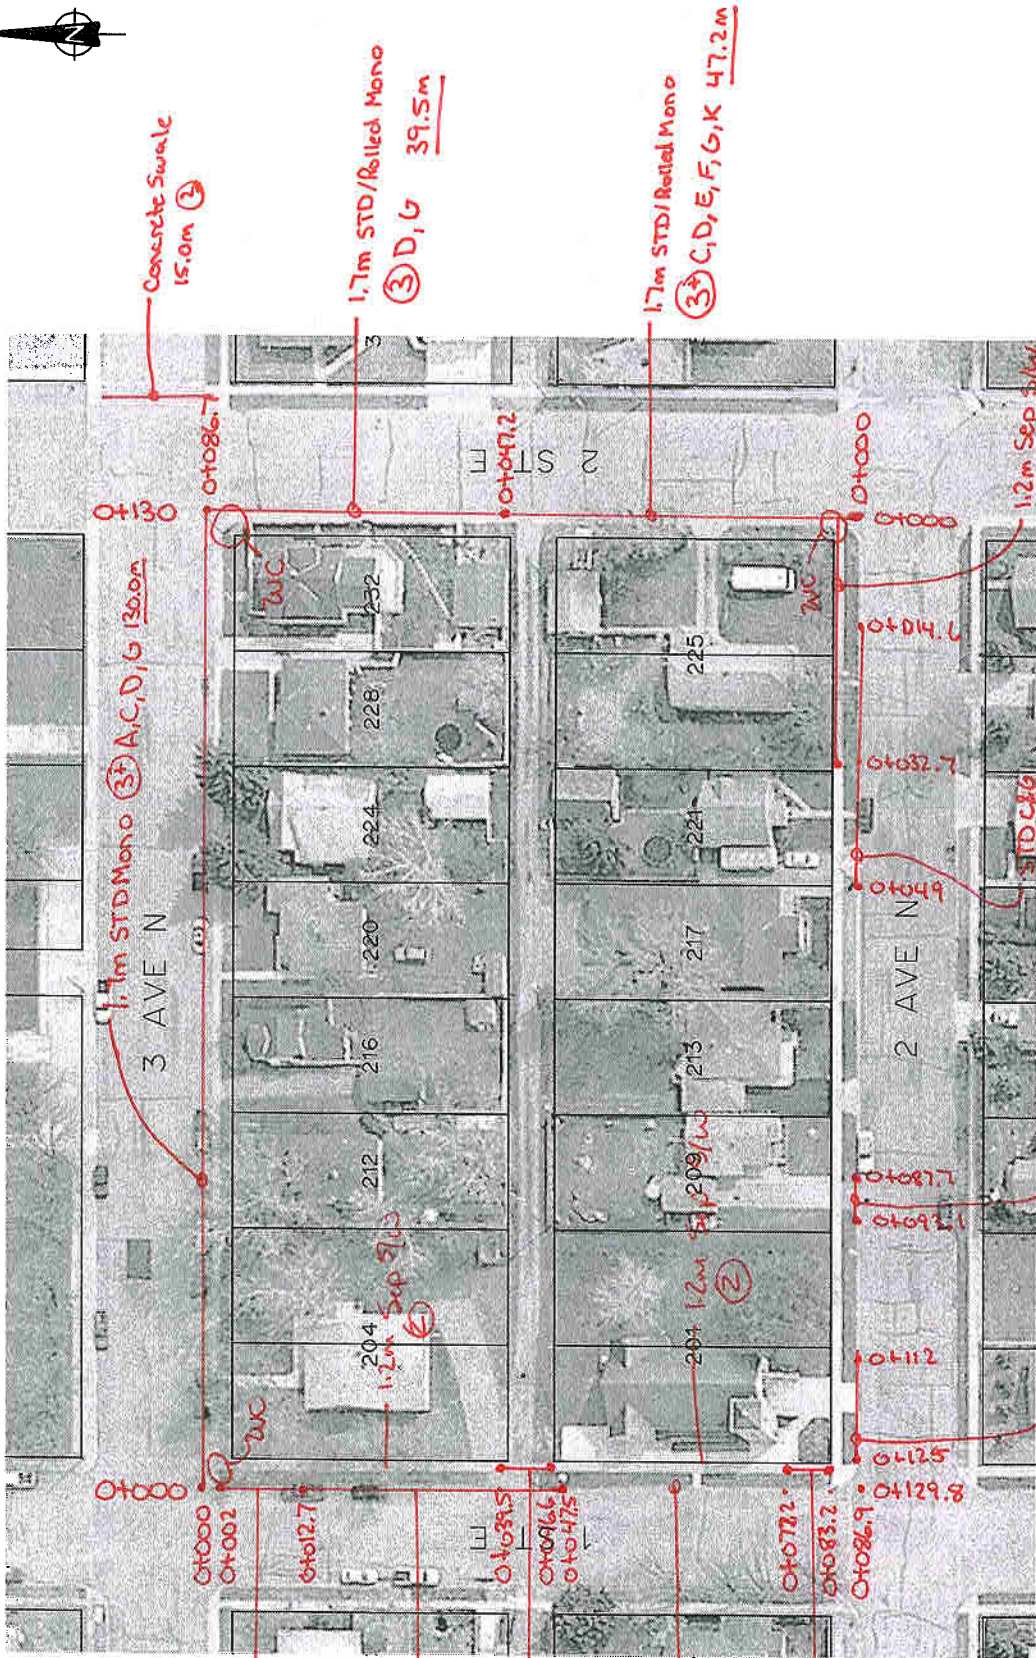 N
Concrete Swale
15.0m ②
1.7m STD/Rolled Mono
③ D, G 39.5m
1.7m STD/Rolled Mono
③+ C, D, E, F, G, K 47.2m
0+086.7
0+130
0+047.2
2 ST E
0+000
0+000
WC
WC
232
225
0+014.6
1.2m Sep S/W
1.7m STD Mono ③+ A, C, D, G 130.0m
228
0+032.7
224
221
STD C&G
0+049
3 AVE N
220
217
2 AVE N
216
213
212
209
1.2m Sep S/W
②
0+087.7
0+093.1
204
1.2m Sep S/W
②
201
0+112
WC
0+125
0+000
0+002
0+012.7
0+039.5
0+046.6
0+047.5
1 ST E
0+072.2
0+083.2
0+086.9
0+129.8